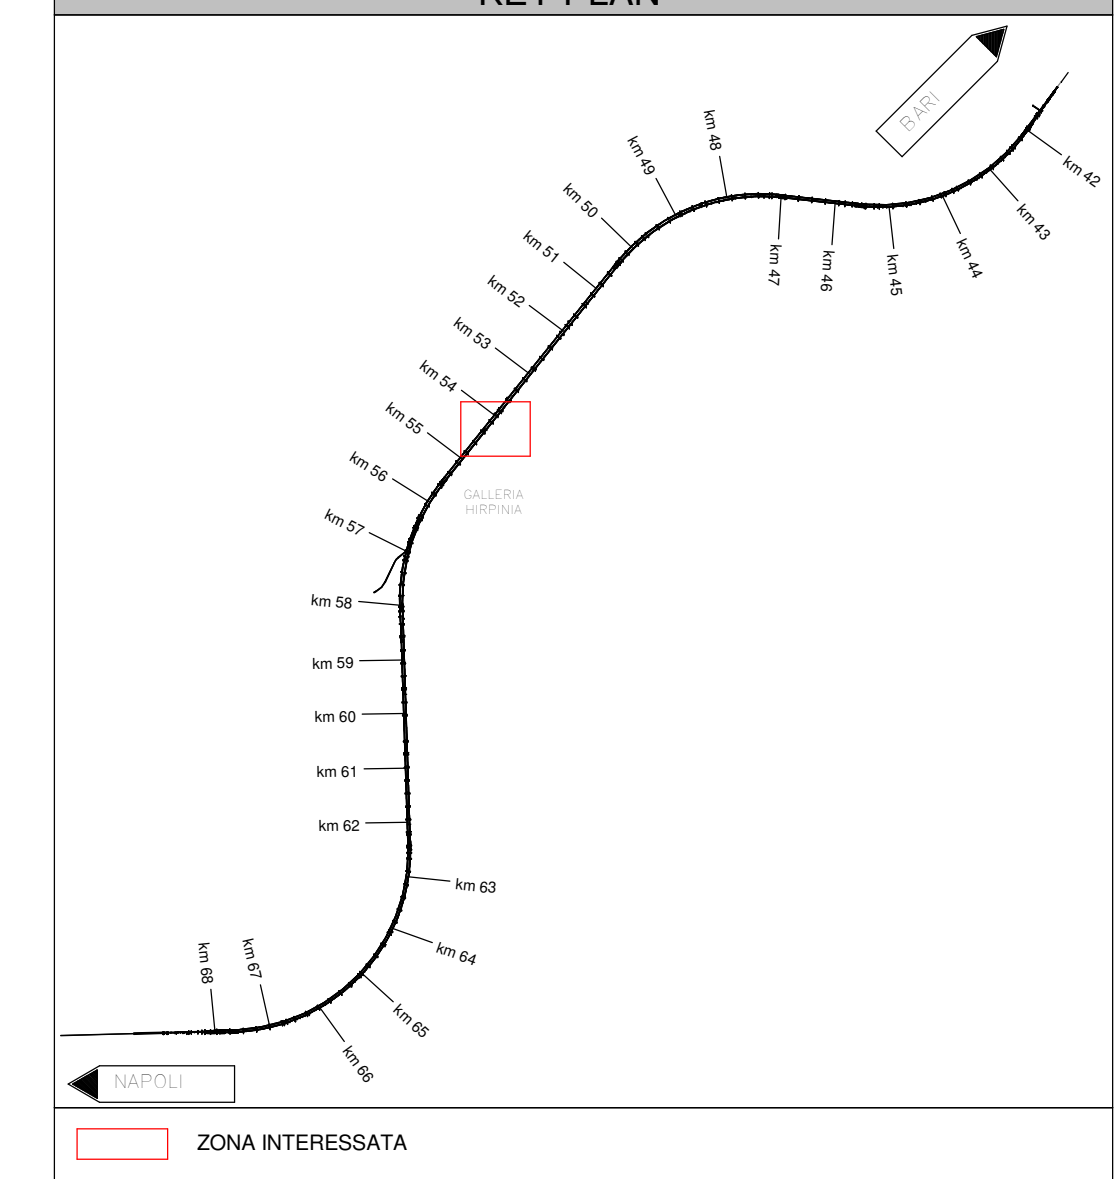 KEY PLAN
BARI
km 42
km 43
km 44
km 45
km 46
km 47
km 48
km 49
km 50
km 51
km 52
km 53
km 54
km 55
km 56
km 57
GALLERIA
HIRPINIA
km 58
km 59
km 60
km 61
km 62
km 63
km 64
km 65
km 66
km 67
km 68
NAPOLI
ZONA INTERESSATA